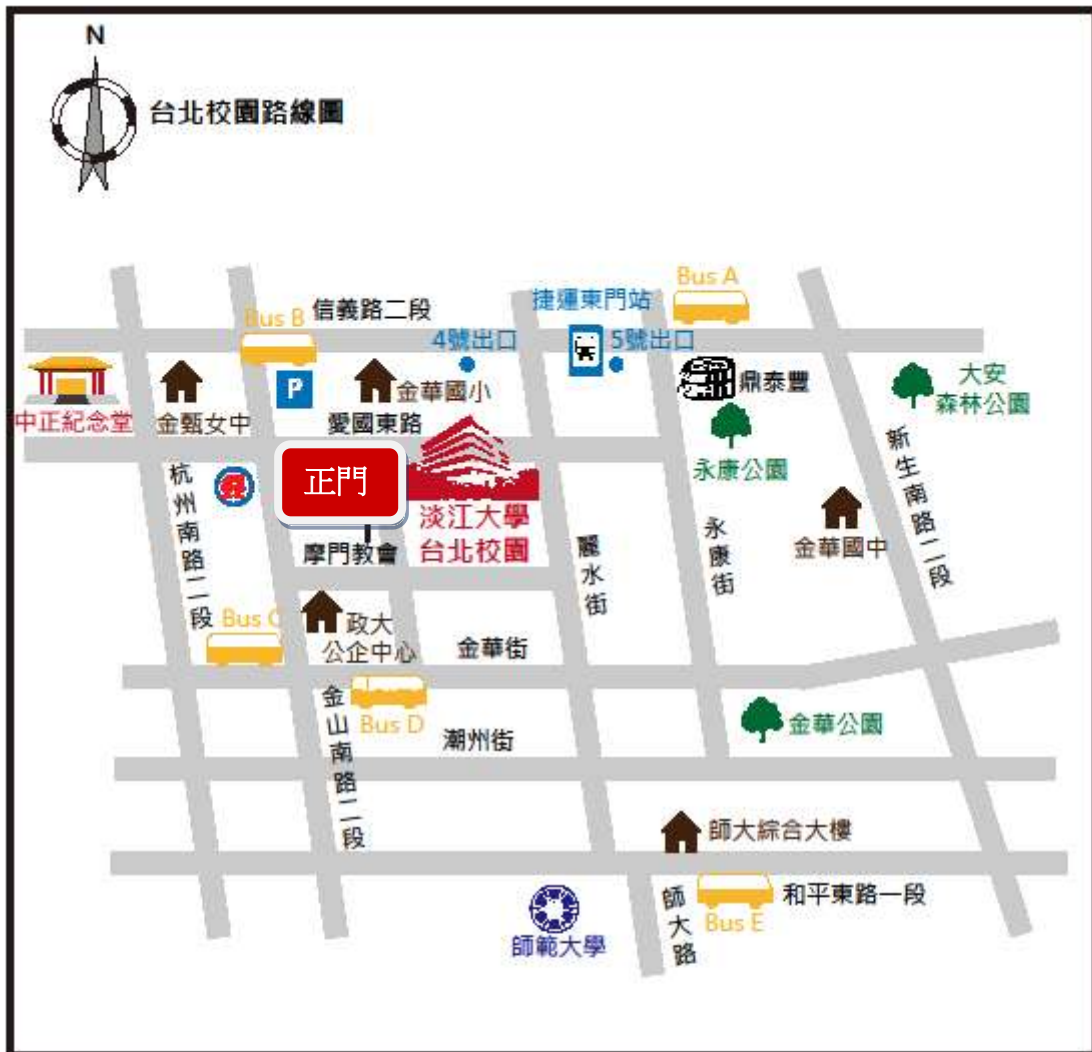 N
台北校園路線圖
Bus A
捷運東門站
信義路二段
Bus B
4號出口
5號出口
P
金華國小
鼎泰豐
大安
森林公園
中正紀念堂
金甌女中
愛國東路
永康公園
新生南路二段
杭州南路二段
正門
淡江大學
台北校園
摩門教會
麗水街
永康街
金華國中
Bus C
政大
公企中心
金華街
金山南路二段
Bus D
潮州街
金華公園
師大綜合大樓
師大路
和平東路一段
Bus E
師範大學